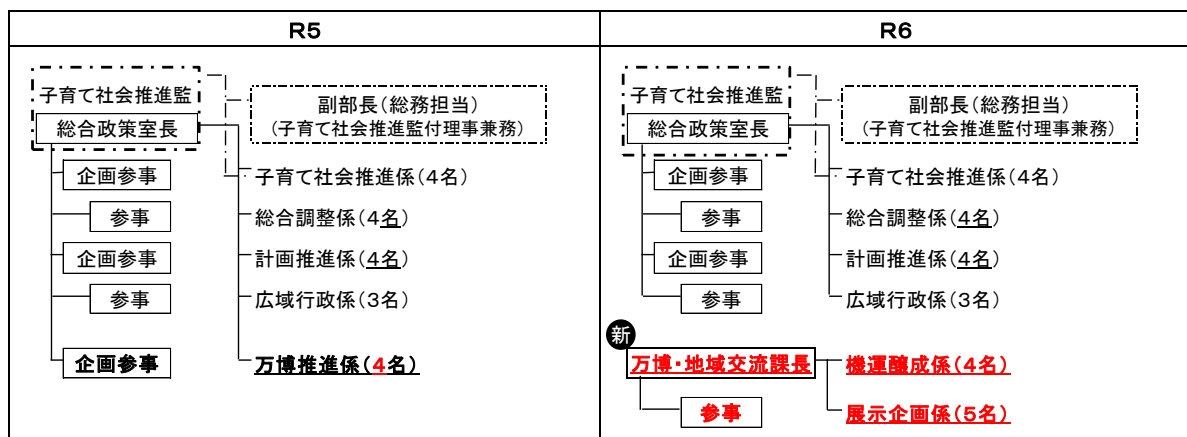 R5
R6
子育て社会推進監
総合政策室長
副部長(総務担当)
(子育て社会推進監付理事兼務)
企画参事
参事
企画参事
参事
企画参事
子育て社会推進係(4名)
総合調整係(4名)
計画推進係(4名)
広域行政係(3名)
万博推進係(4名)
子育て社会推進監
総合政策室長
副部長(総務担当)
(子育て社会推進監付理事兼務)
企画参事
参事
企画参事
参事
子育て社会推進係(4名)
総合調整係(4名)
計画推進係(4名)
広域行政係(3名)
新
万博・地域交流課長
参事
機運醸成係(4名)
展示企画係(5名)